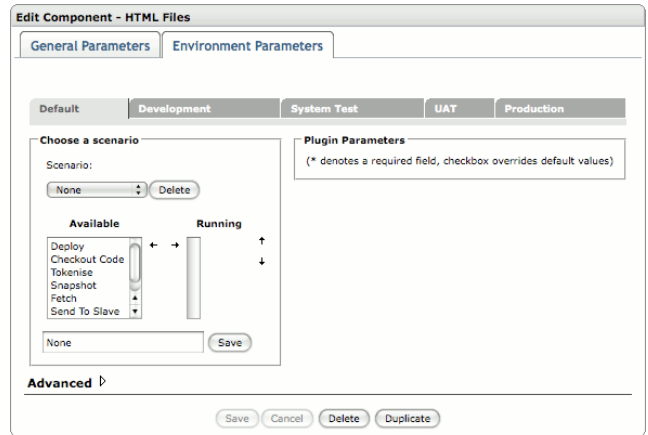 Edit Component - HTML Files
General Parameters Environment Parameters
Default Development System Test UAT Production
Choose a scenario
Scenario:
None Delete
Available Running
Deploy
Checkout Code
Tokenise
Snapshot
Fetch
Send To Slave
None Save
Plugin Parameters
(* denotes a required field, checkbox overrides default values)
Advanced
Save Cancel Delete Duplicate